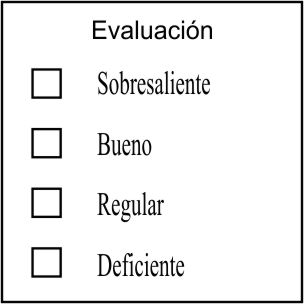 Evaluación
Sobresaliente
Bueno
Regular
Deficiente